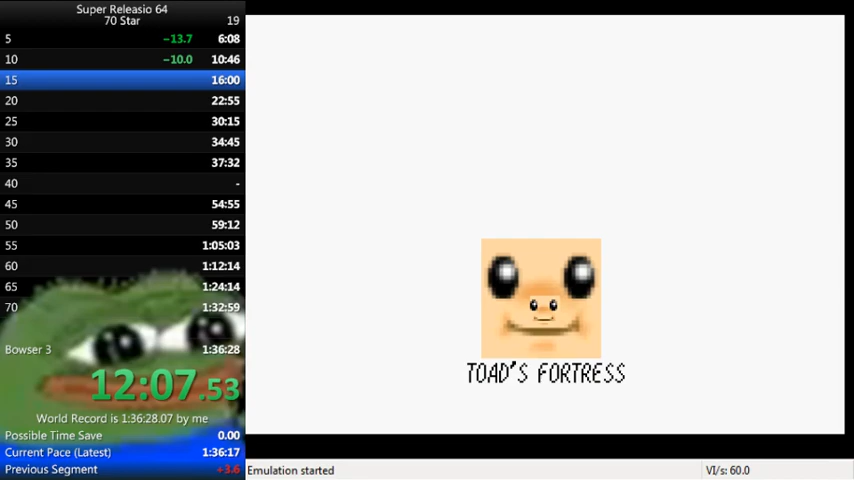 Super Releasio 64
70 Star 19
5 −13.7 6:08
10 −10.0 10:46
15 16:00
20 22:55
25 30:15
30 34:45
35 37:32
40 -
45 54:55
50 59:12
55 1:05:03
60 1:12:14
65 1:24:14
70 1:32:59
Bowser 3 1:36:28
12:07.53
World Record is 1:36:28.07 by me
Possible Time Save 0.00
Current Pace (Latest) 1:36:17
Previous Segment +3.6
TOAD'S FORTRESS
Emulation started VI/s: 60.0